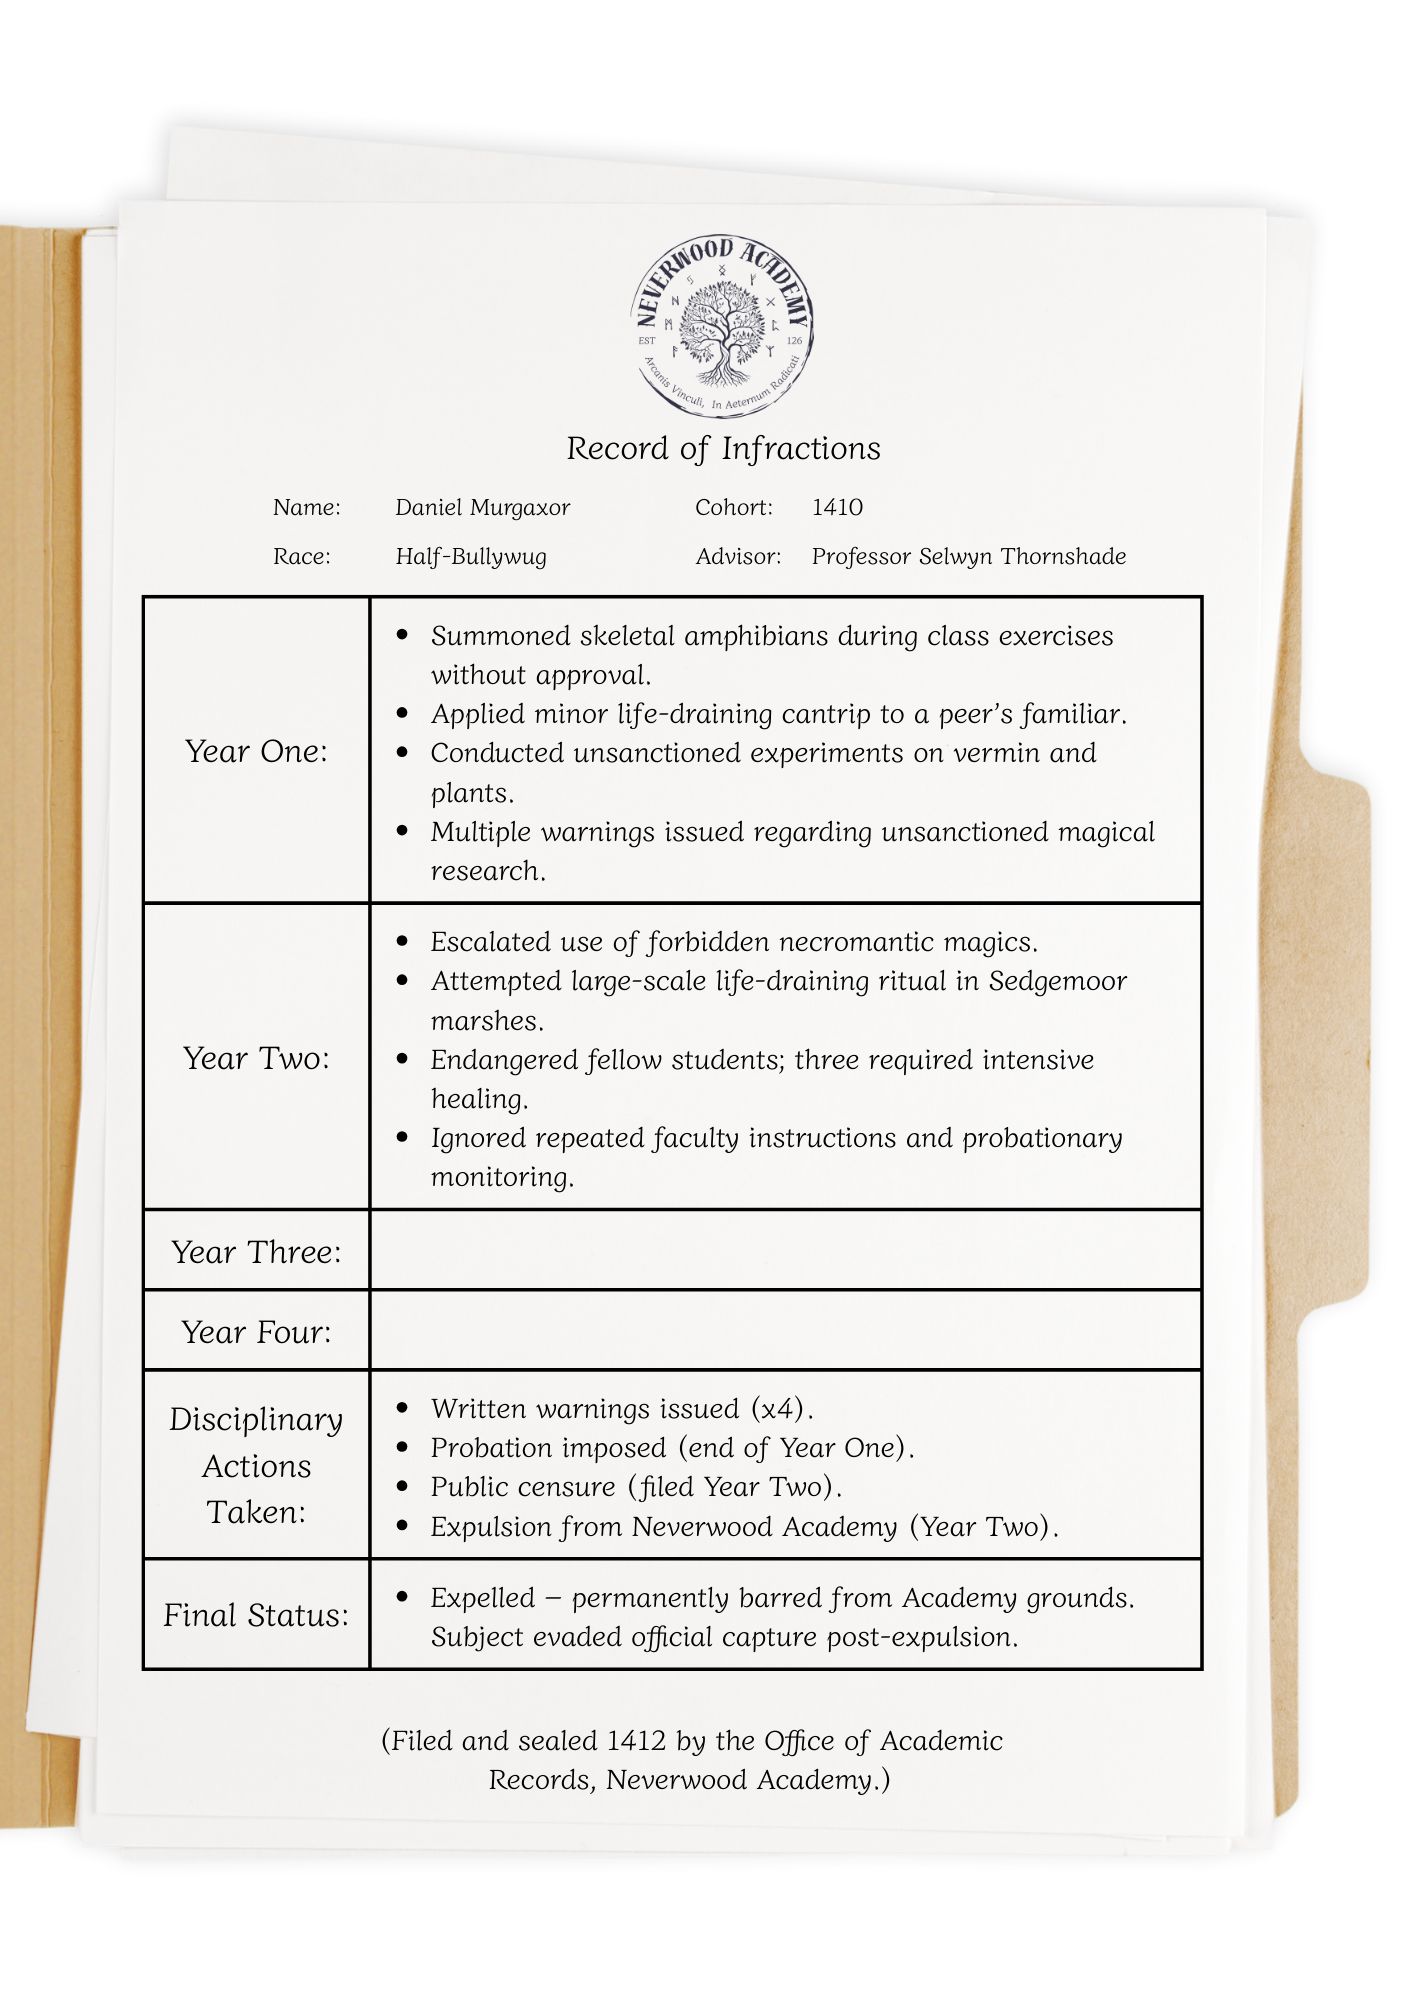 NEVERWOOD ACADEMY
EST 126
Arcanis Vinculi, In Aeternum Radicati
Record of Infractions
Name: Daniel Murgaxor Cohort: 1410
Race: Half-Bullywug Advisor: Professor Selwyn Thornshade
Year One:
• Summoned skeletal amphibians during class exercises
without approval.
• Applied minor life-draining cantrip to a peer’s familiar.
• Conducted unsanctioned experiments on vermin and
plants.
• Multiple warnings issued regarding unsanctioned magical
research.
Year Two:
• Escalated use of forbidden necromantic magics.
• Attempted large-scale life-draining ritual in Sedgemoor
marshes.
• Endangered fellow students; three required intensive
healing.
• Ignored repeated faculty instructions and probationary
monitoring.
Year Three:
Year Four:
Disciplinary
Actions
Taken:
• Written warnings issued (x4).
• Probation imposed (end of Year One).
• Public censure (filed Year Two).
• Expulsion from Neverwood Academy (Year Two).
Final Status:
• Expelled – permanently barred from Academy grounds.
Subject evaded official capture post-expulsion.
(Filed and sealed 1412 by the Office of Academic
Records, Neverwood Academy.)